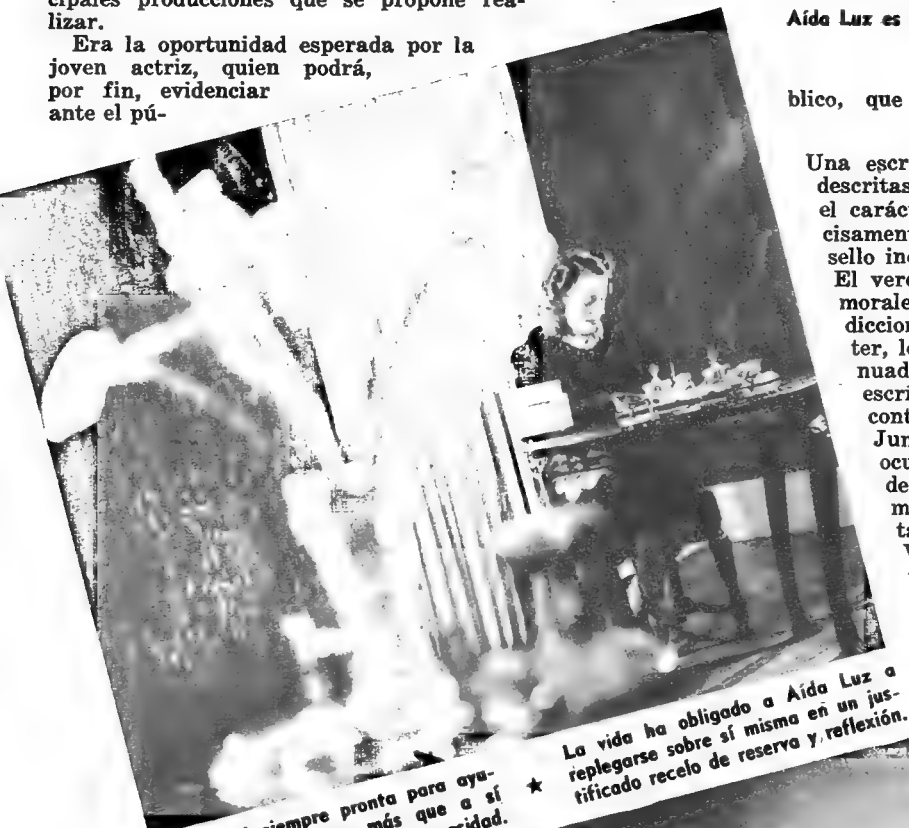 cipales producciones que se propone rea-
lizar.
Era la oportunidad esperada por la
joven actriz, quien podrá,
por fin, evidenciar
ante el pú-
Aída Luz es
blico, que
Una escr
descritas
el carác
cisament
sello in
El ver
morale
diccion
ter, l
nuad
escri
cont
Jun
ocu
de
m
ta
siempre pronta para ayu-
más que a sí
★ La vida ha obligado a Aída Luz a
replegarse sobre sí misma en un jus-
tificado recelo de reserva y reflexión.